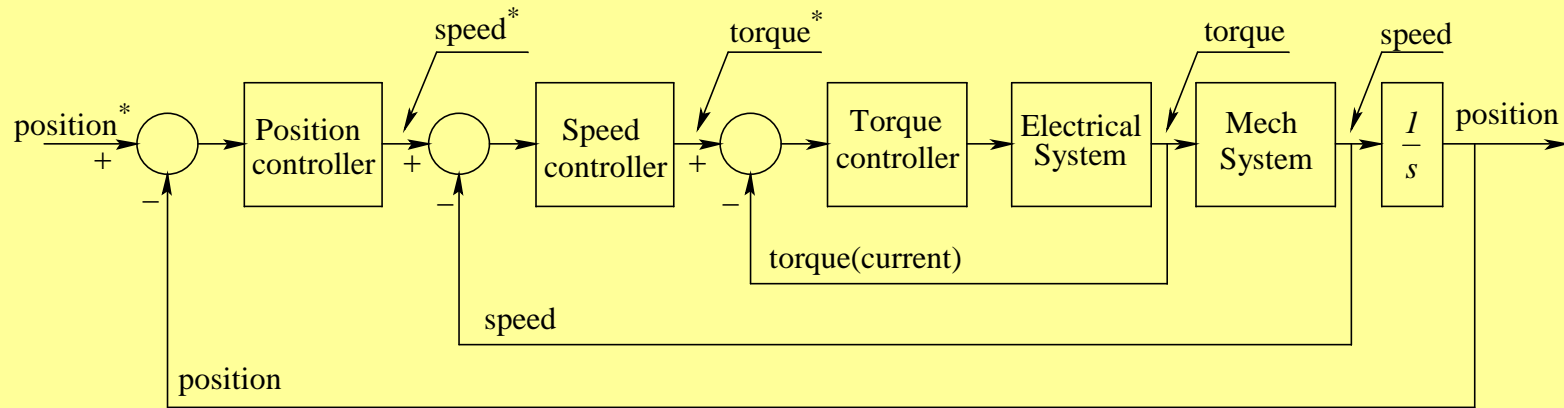 speed*
torque*
torque
speed
position*
+
−
Position
controller
+
−
Speed
controller
+
−
Torque
controller
Electrical
System
Mech
System
1
s
position
torque(current)
speed
position